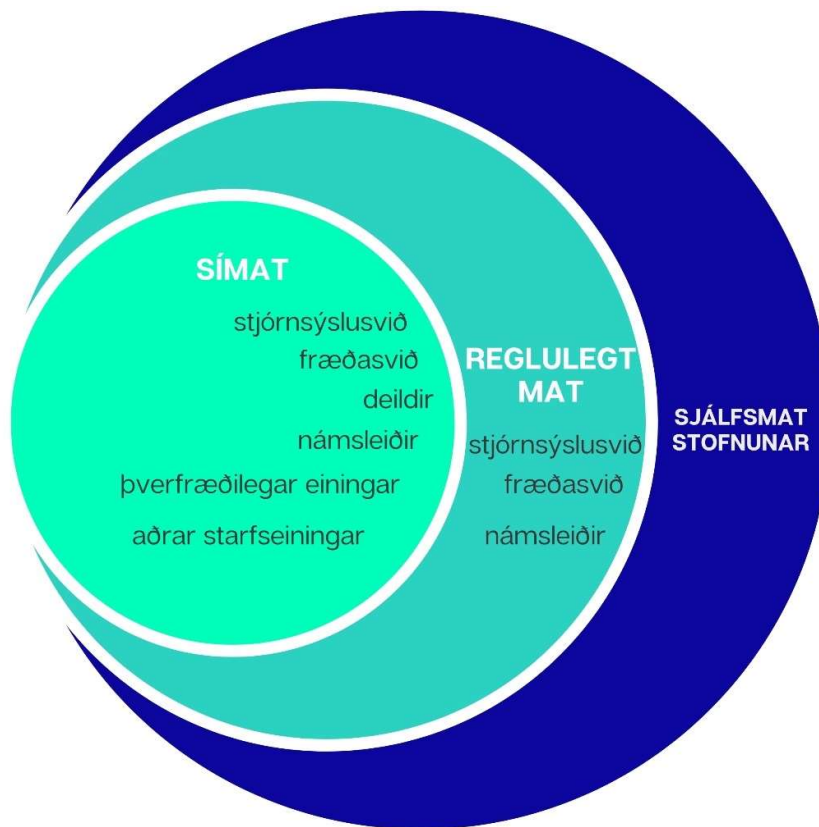 SÍMAT
stjórnsýslusvið
fræðasvið
deildir
námsleiðir
þverfræðilegar einingar
aðrar starfseiningar
REGLULEGT
MAT
stjórnsýslusvið
fræðasvið
námsleiðir
SJÁLFSMAT
STOFNUNAR